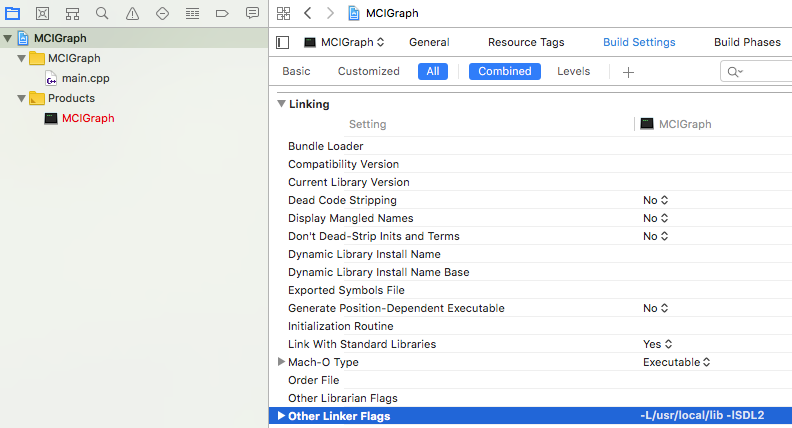 MCIGraph
MCIGraph
main.cpp
Products
MCIGraph
MCIGraph
MCIGraph General Resource Tags Build Settings Build Phases
Basic Customized All Combined Levels
Linking
Setting MCIGraph
Bundle Loader
Compatibility Version
Current Library Version
Dead Code Stripping No
Display Mangled Names No
Don't Dead-Strip Inits and Terms No
Dynamic Library Install Name
Dynamic Library Install Name Base
Exported Symbols File
Generate Position-Dependent Executable No
Initialization Routine
Link With Standard Libraries Yes
Mach-O Type Executable
Order File
Other Librarian Flags
Other Linker Flags -L/usr/local/lib -lSDL2